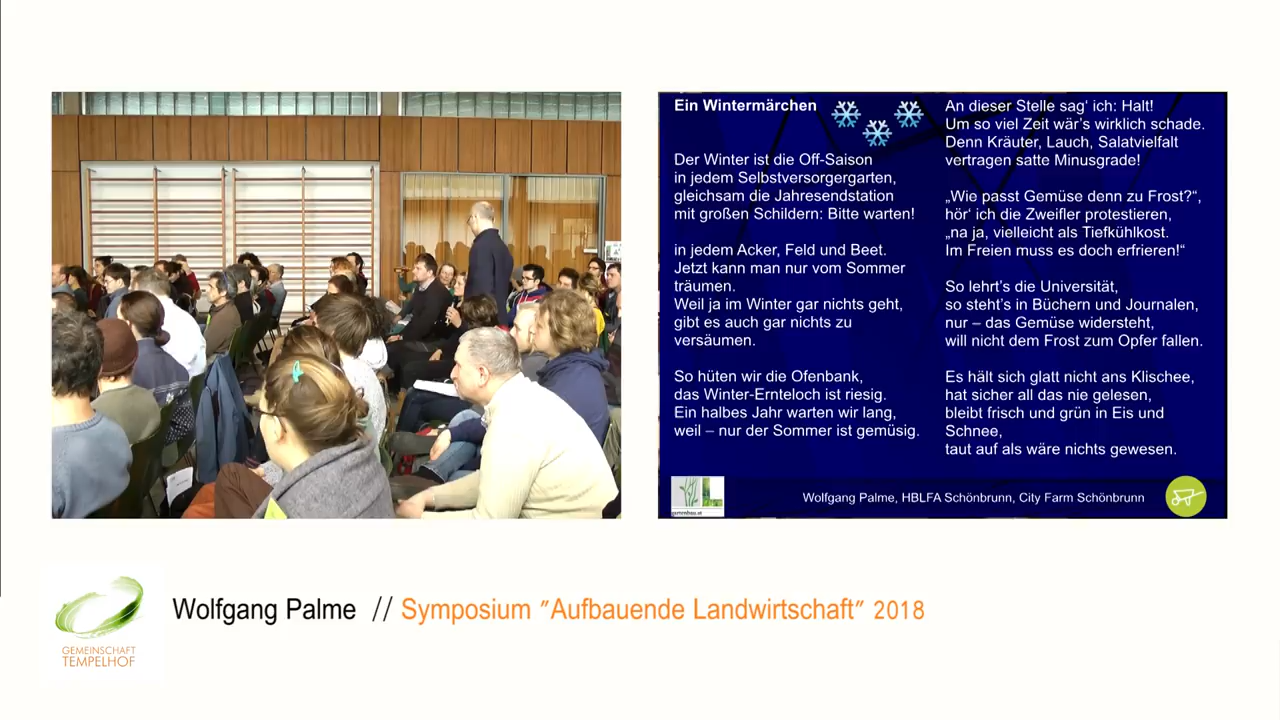 Ein Wintermärchen
Der Winter ist die Off-Saison
in jedem Selbstversorgergarten,
gleichsam die Jahresendstation
mit großen Schildern: Bitte warten!
in jedem Acker, Feld und Beet.
Jetzt kann man nur vom Sommer
träumen.
Weil ja im Winter gar nichts geht,
gibt es auch gar nichts zu
versäumen.
So hüten wir die Ofenbank,
das Winter-Ernteloch ist riesig.
Ein halbes Jahr warten wir lang,
weil – nur der Sommer ist gemüsig.
An dieser Stelle sag‘ ich: Halt!
Um so viel Zeit wär’s wirklich schade.
Denn Kräuter, Lauch, Salatvielfalt
vertragen satte Minusgrade!
„Wie passt Gemüse denn zu Frost?“,
hör‘ ich die Zweifler protestieren,
„na ja, vielleicht als Tiefkühlkost.
Im Freien muss es doch erfrieren!“
So lehrt’s die Universität,
so steht’s in Büchern und Journalen,
nur – das Gemüse widersteht,
will nicht dem Frost zum Opfer fallen.
Es hält sich glatt nicht ans Klischee,
hat sicher all das nie gelesen,
bleibt frisch und grün in Eis und
Schnee,
taut auf als wäre nichts gewesen.
gartenbau.at
Wolfgang Palme, HBLFA Schönbrunn, City Farm Schönbrunn
Wolfgang Palme // Symposium "Aufbauende Landwirtschaft" 2018
GEMEINSCHAFT
TEMPELHOF